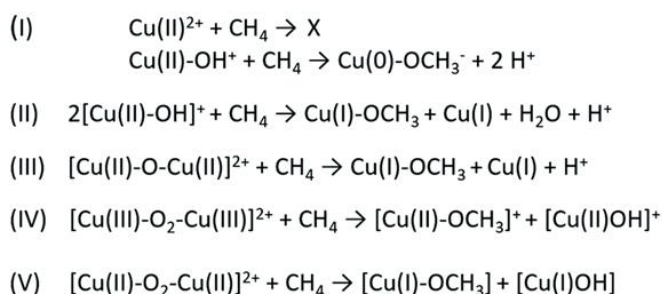 (I) Cu(II)²⁺ + CH₄ → X
Cu(II)-OH⁺ + CH₄ → Cu(0)-OCH₃⁻ + 2 H⁺
(II) 2[Cu(II)-OH]⁺ + CH₄ → Cu(I)-OCH₃ + Cu(I) + H₂O + H⁺
(III) [Cu(II)-O-Cu(II)]²⁺ + CH₄ → Cu(I)-OCH₃ + Cu(I) + H⁺
(IV) [Cu(III)-O₂-Cu(III)]²⁺ + CH₄ → [Cu(II)-OCH₃]⁺ + [Cu(II)OH]⁺
(V) [Cu(II)-O₂-Cu(II)]²⁺ + CH₄ → [Cu(I)-OCH₃] + [Cu(I)OH]